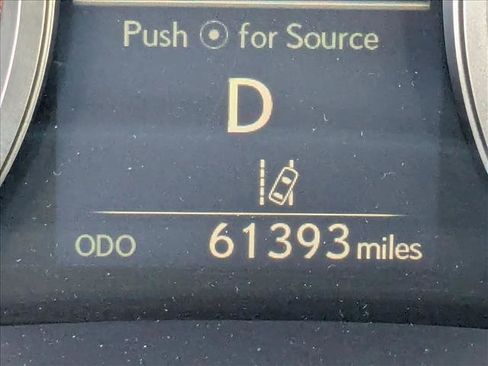 Push ⦿ for Source
D
ODO 61393 miles